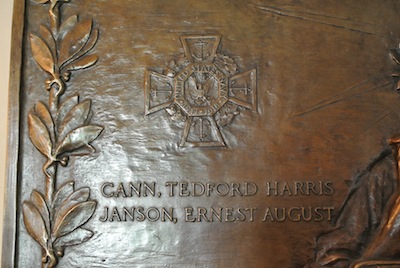 CANN, TEDFORD HARRIS
JANSON, ERNEST AUGUST